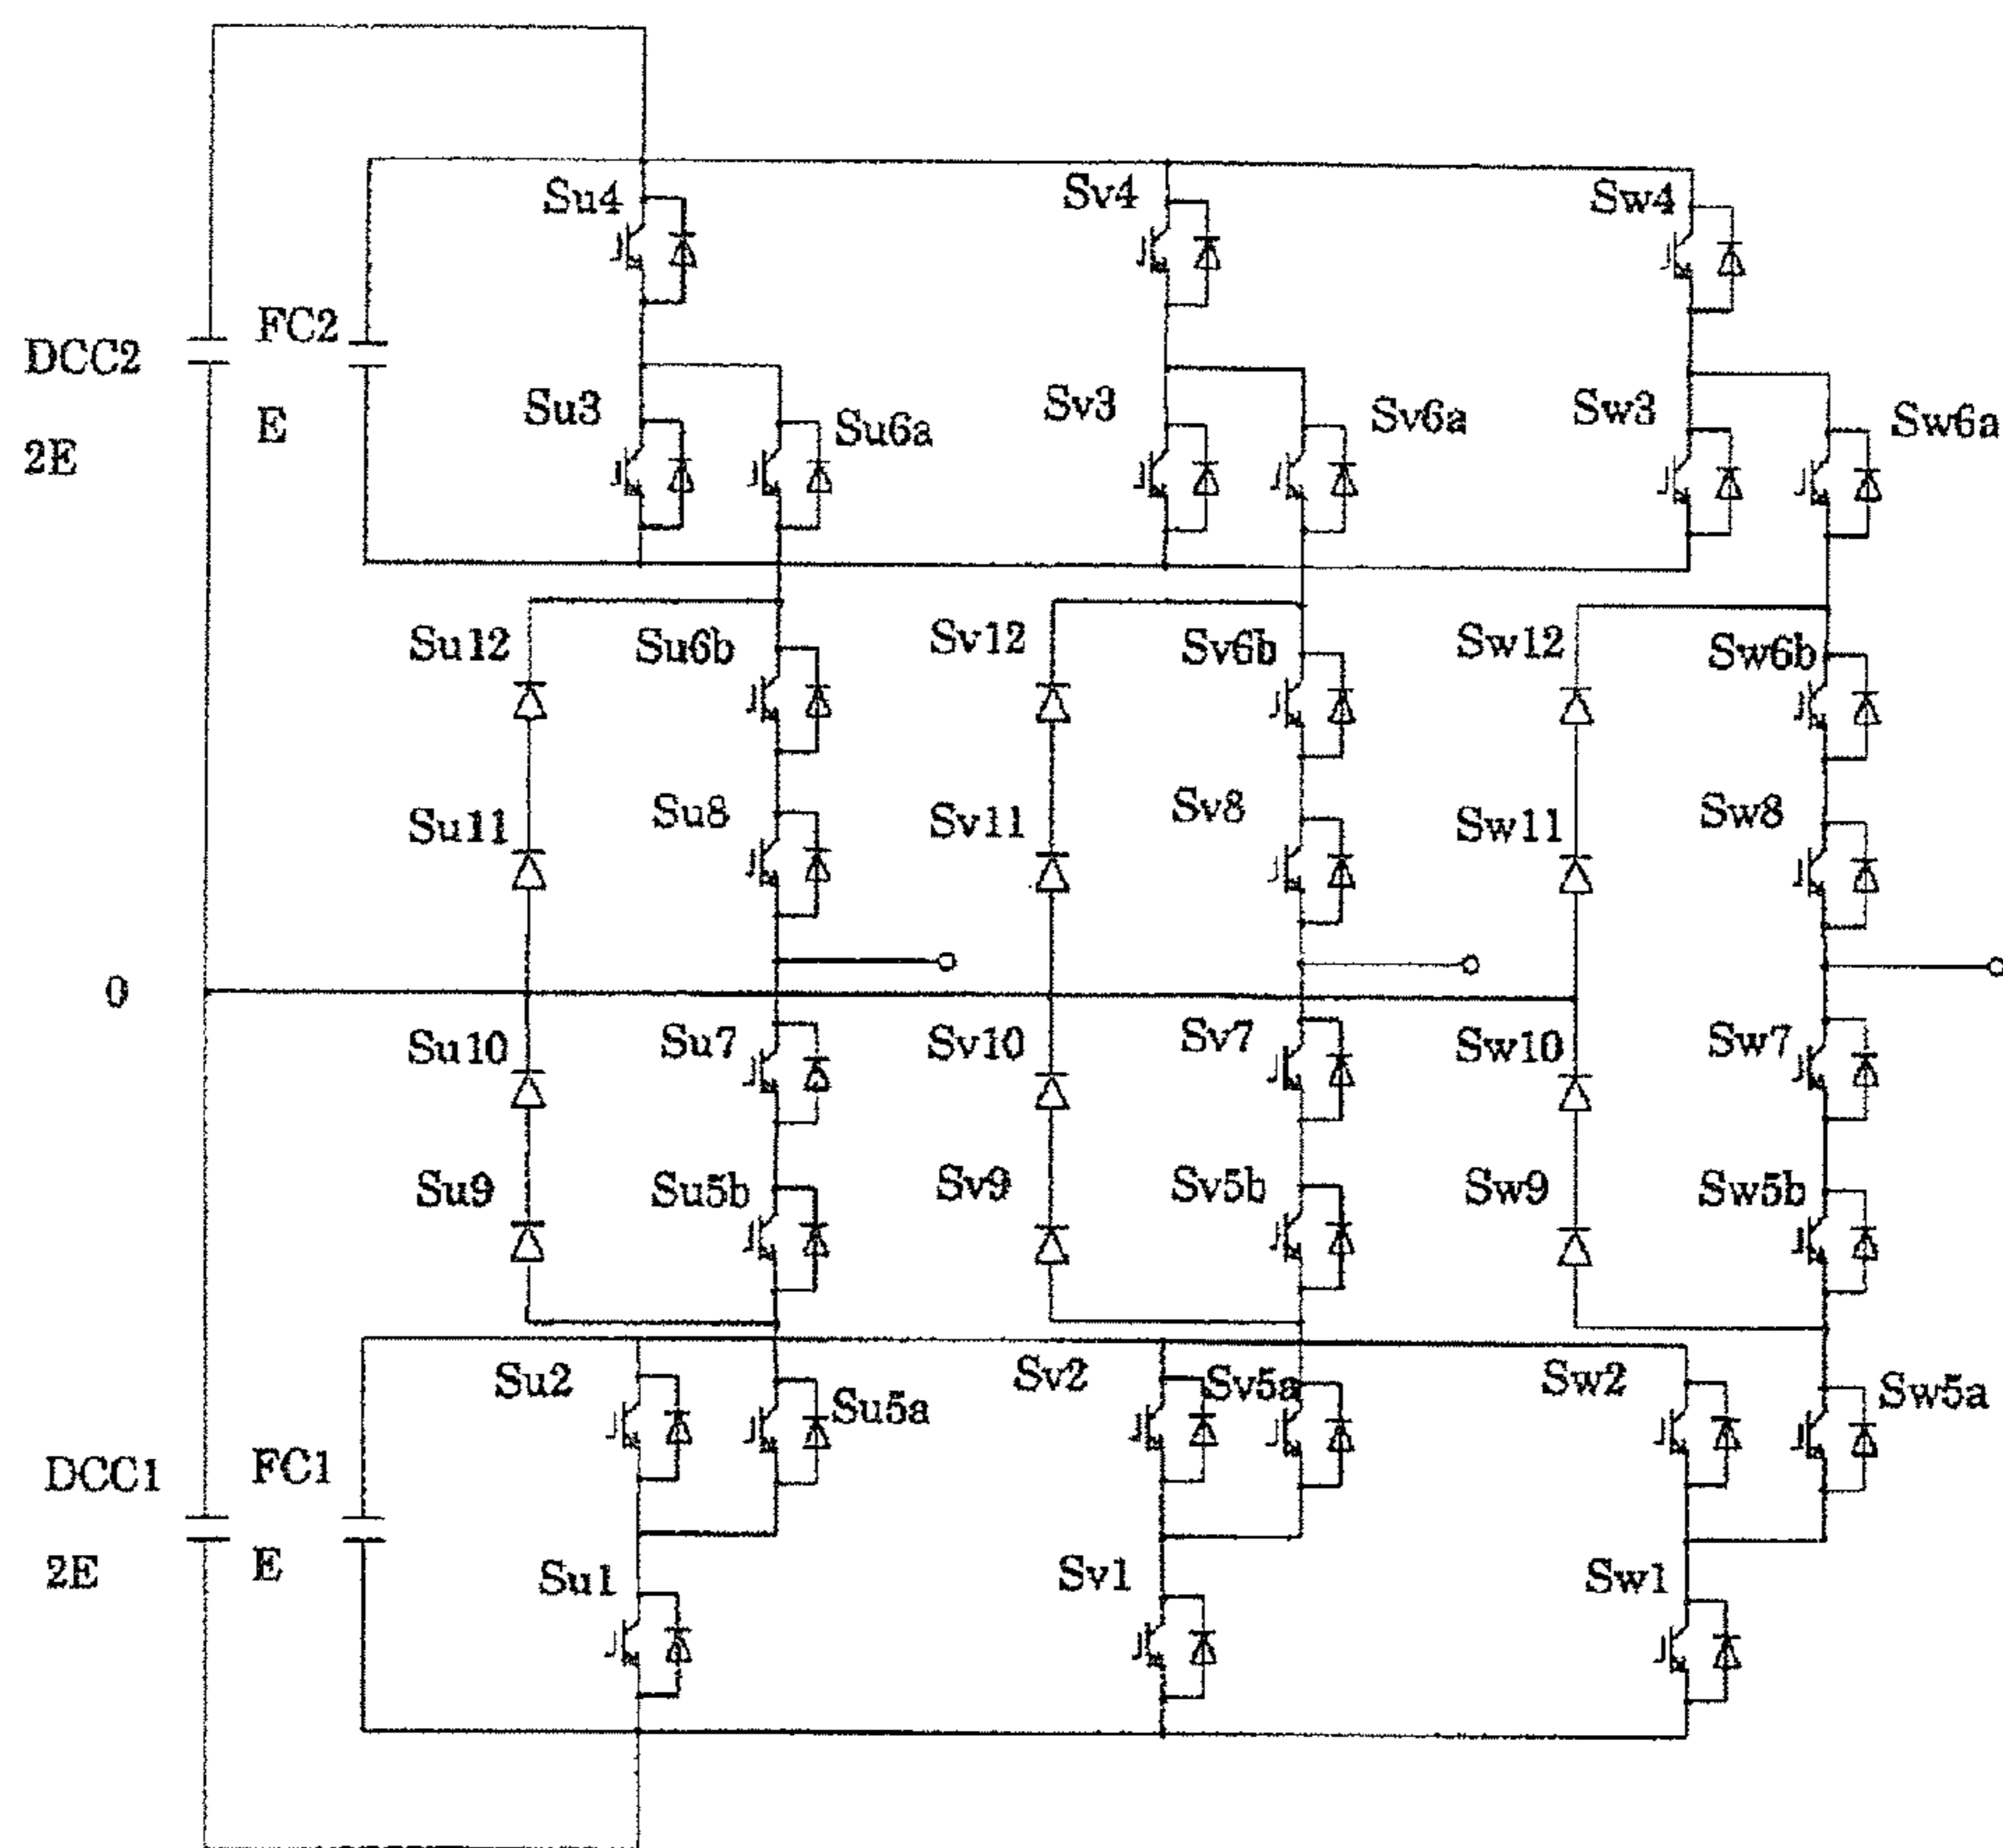 Su4
Sv4
Sw4
FC2
DCC2
E
2E
Su3
Su6a
Sv3
Sv6a
Sw3
Sw6a
Su12
Su6b
Sv12
Sv6b
Sw12
Sw6b
Su11
Su8
Sv11
Sv8
Sw11
Sw8
0
Su10
Su7
Sv10
Sv7
Sw10
Sw7
Su9
Su5b
Sv9
Sv5b
Sw9
Sw5b
Su2
Su5a
Sv2
Sv5a
Sw2
Sw5a
DCC1
FC1
2E
E
Su1
Sv1
Sw1